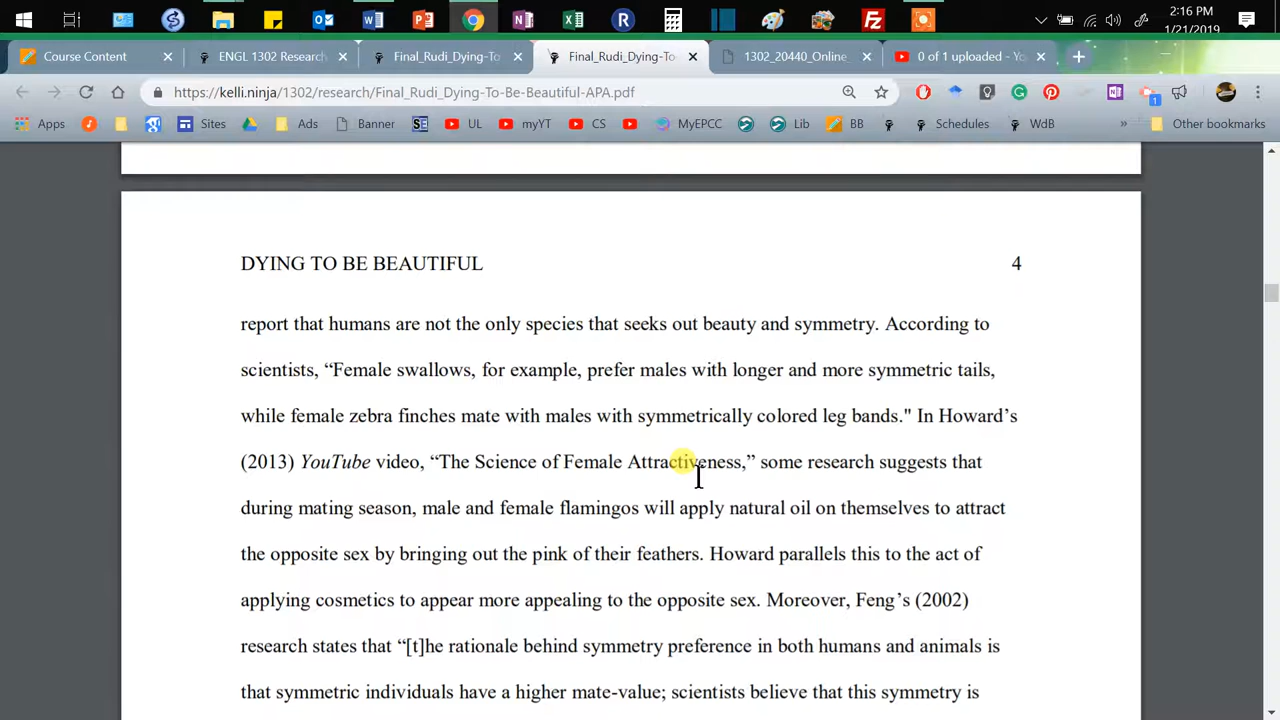 2:16 PM
1/21/2019
Course Content
ENGL 1302 Research
Final_Rudi_Dying-To-
Final_Rudi_Dying-To-
1302_20440_Online_
0 of 1 uploaded - Yo
https://kelli.ninja/1302/research/Final_Rudi_Dying-To-Be-Beautiful-APA.pdf
1
Apps
Sites
Ads
Banner
UL
myYT
CS
MyEPCC
Lib
BB
Schedules
WdB
»
Other bookmarks
DYING TO BE BEAUTIFUL 4
report that humans are not the only species that seeks out beauty and symmetry. According to
scientists, “Female swallows, for example, prefer males with longer and more symmetric tails,
while female zebra finches mate with males with symmetrically colored leg bands." In Howard’s
(2013) YouTube video, “The Science of Female Attractiveness,” some research suggests that
during mating season, male and female flamingos will apply natural oil on themselves to attract
the opposite sex by bringing out the pink of their feathers. Howard parallels this to the act of
applying cosmetics to appear more appealing to the opposite sex. Moreover, Feng’s (2002)
research states that “[t]he rationale behind symmetry preference in both humans and animals is
that symmetric individuals have a higher mate-value; scientists believe that this symmetry is